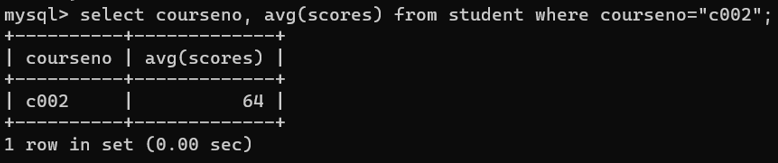 mysql> select courseno, avg(scores) from student where courseno="c002";
+----------+-------------+
| courseno | avg(scores) |
+----------+-------------+
| c002     |          64 |
+----------+-------------+
1 row in set (0.00 sec)